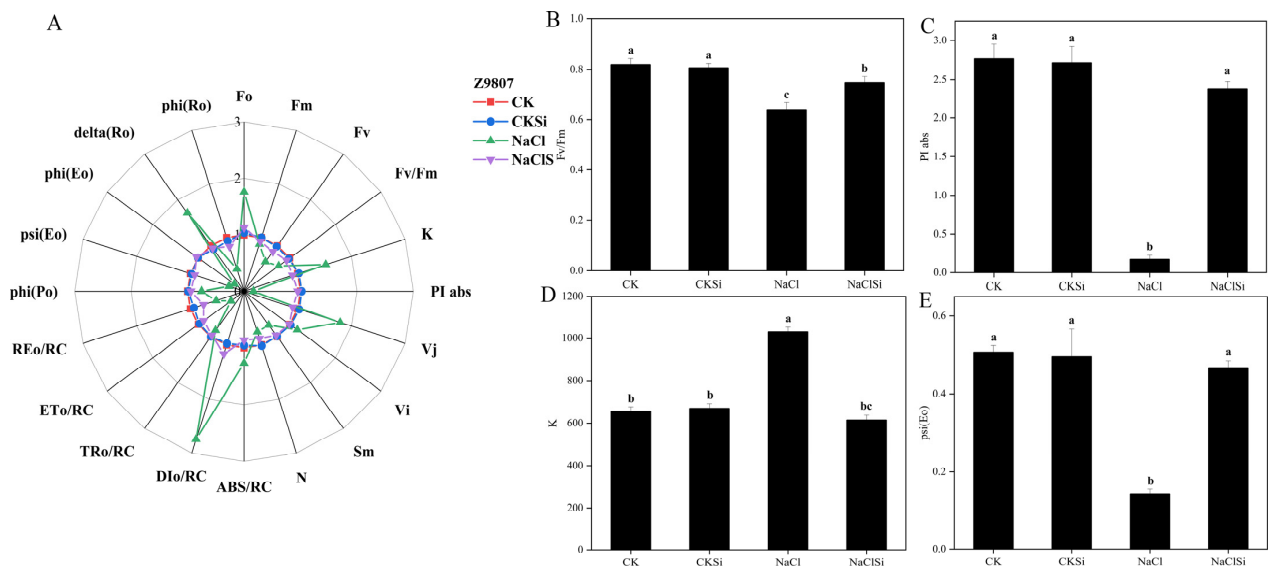 A
Fo
Fm
Fv
Fv/Fm
K
PI abs
Vj
Vi
Sm
N
ABS/RC
DIo/RC
TRo/RC
ETo/RC
REo/RC
phi(Po)
psi(Eo)
phi(Eo)
delta(Ro)
phi(Ro)
3
2
Z9807
CK
CKSi
NaCl
NaClS
B
1.0
0.8
0.6
0.4
0.2
0.0
Fv/Fm
a
a
c
b
CK
CKSi
NaCl
NaClSi
C
3.0
2.5
2.0
1.5
1.0
0.5
0.0
PI abs
a
a
b
a
CK
CKSi
NaCl
NaClSi
D
1200
1000
800
600
400
200
0
K
b
b
a
bc
CK
CKSi
NaCl
NaClSi
E
0.6
0.4
0.2
0.0
psi(Eo)
a
a
b
a
CK
CKSi
NaCl
NaClSi